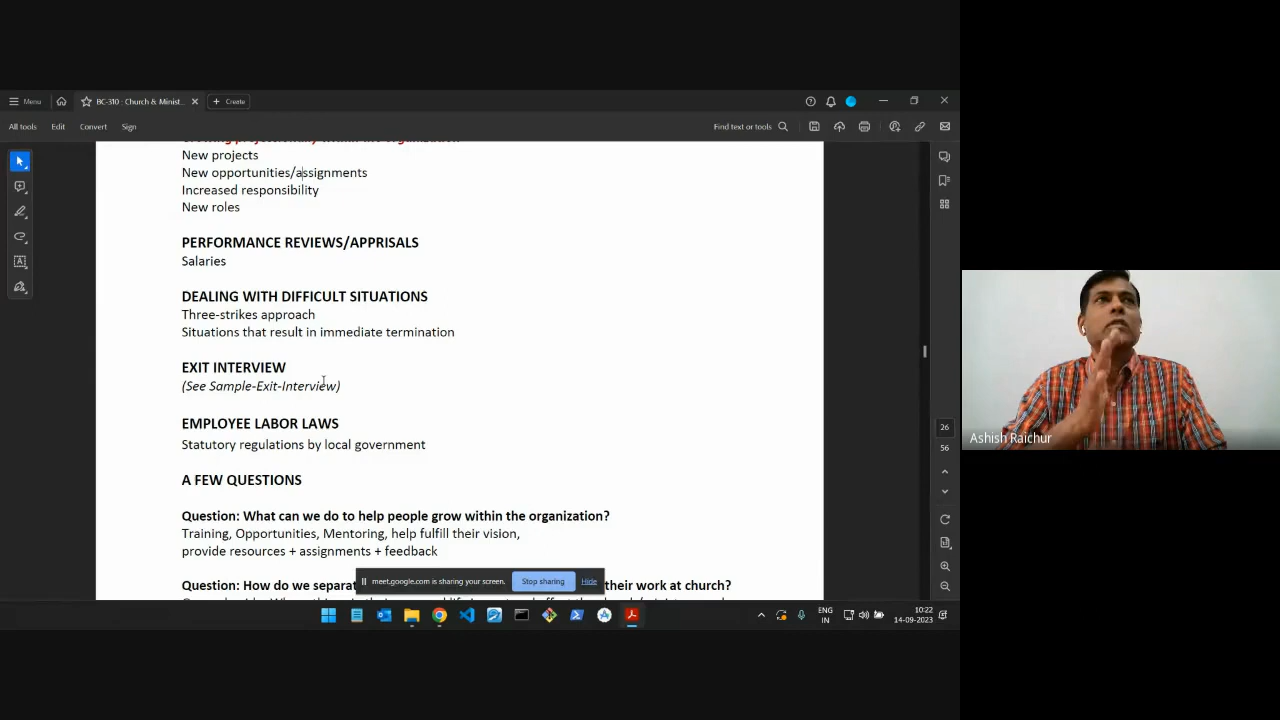 Menu
BC-310 : Church & Minist...
Create
All tools
Edit
Convert
Sign
Find text or tools
Growing professionally within the organization
New projects
New opportunities/assignments
Increased responsibility
New roles
PERFORMANCE REVIEWS/APPRISALS
Salaries
DEALING WITH DIFFICULT SITUATIONS
Three-strikes approach
Situations that result in immediate termination
EXIT INTERVIEW
(See Sample-Exit-Interview)
EMPLOYEE LABOR LAWS
Statutory regulations by local government
A FEW QUESTIONS
Question: What can we do to help people grow within the organization?
Training, Opportunities, Mentoring, help fulfill their vision,
provide resources + assignments + feedback
Question: How do we separat their work at church?
meet.google.com is sharing your screen.
Stop sharing
Hide
26
56
Ashish Raichur
ENG
IN
10:22
14-09-2023